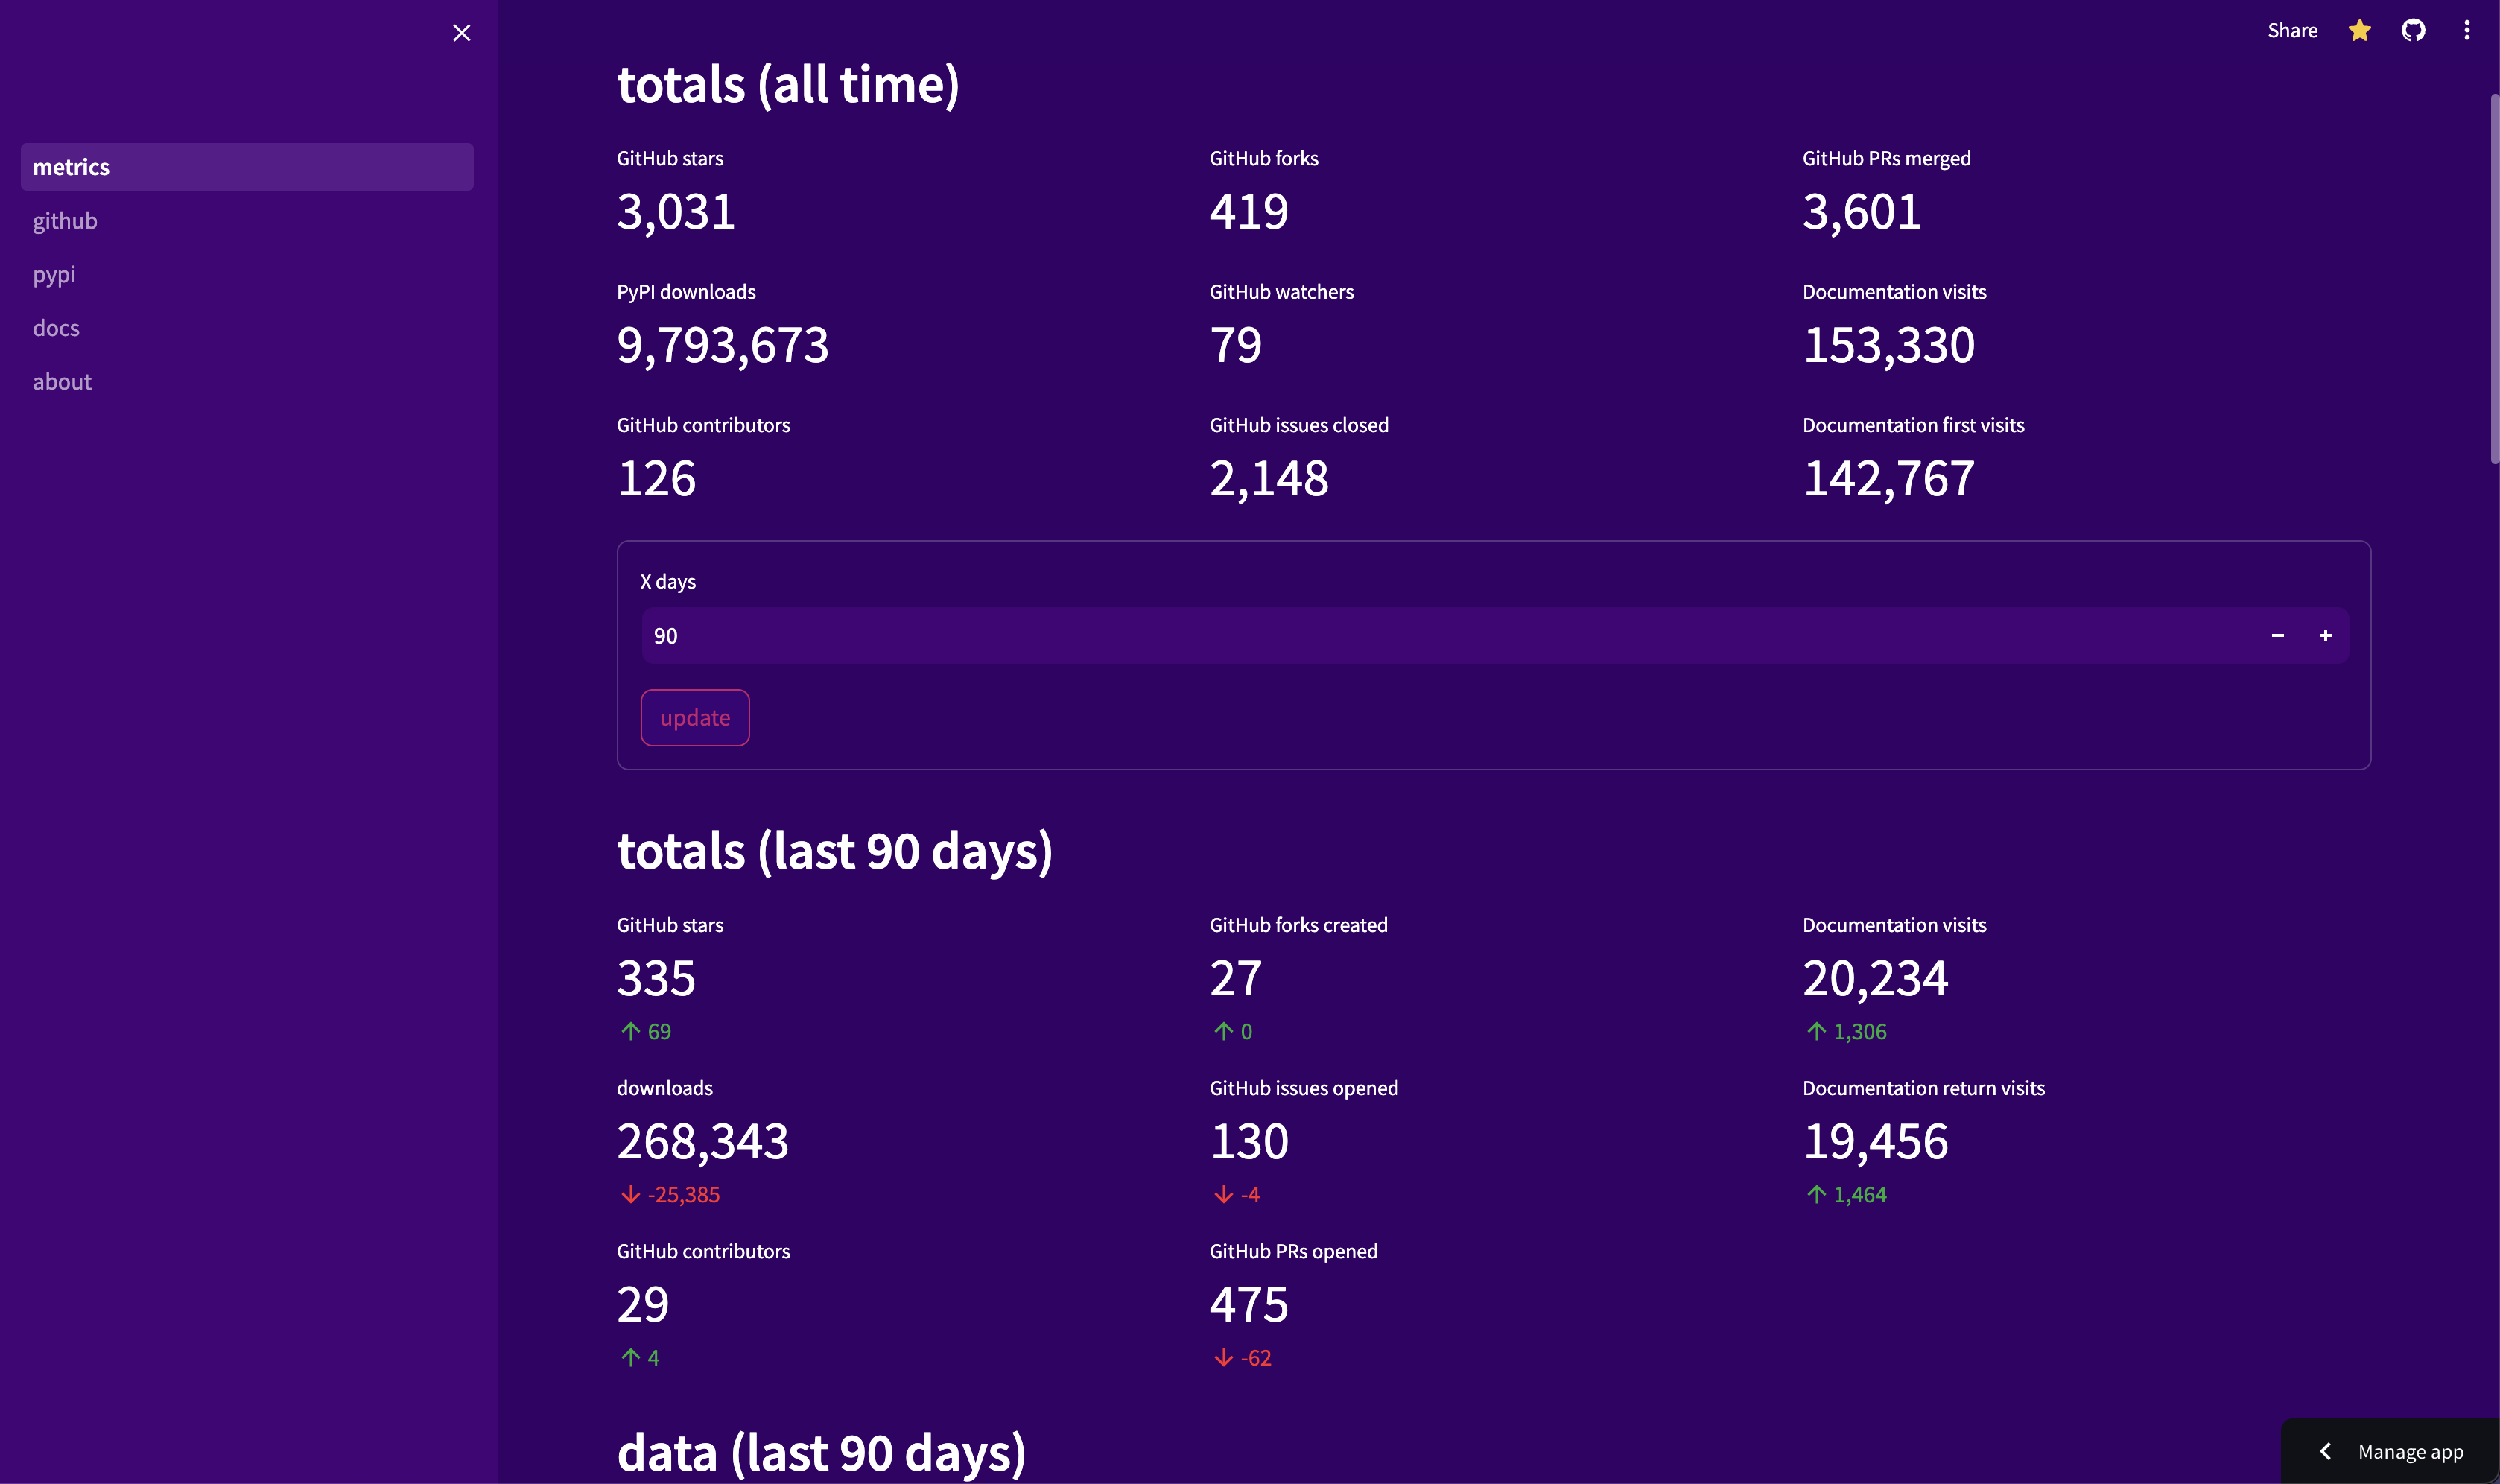 Share
metrics
github
pypi
docs
about
totals (all time)
GitHub stars
3,031
GitHub forks
419
GitHub PRs merged
3,601
PyPI downloads
9,793,673
GitHub watchers
79
Documentation visits
153,330
GitHub contributors
126
GitHub issues closed
2,148
Documentation first visits
142,767
X days
90
update
totals (last 90 days)
GitHub stars
335
↑ 69
GitHub forks created
27
↑ 0
Documentation visits
20,234
↑ 1,306
downloads
268,343
↓ -25,385
GitHub issues opened
130
↓ -4
Documentation return visits
19,456
↑ 1,464
GitHub contributors
29
↑ 4
GitHub PRs opened
475
↓ -62
data (last 90 days)
Manage app